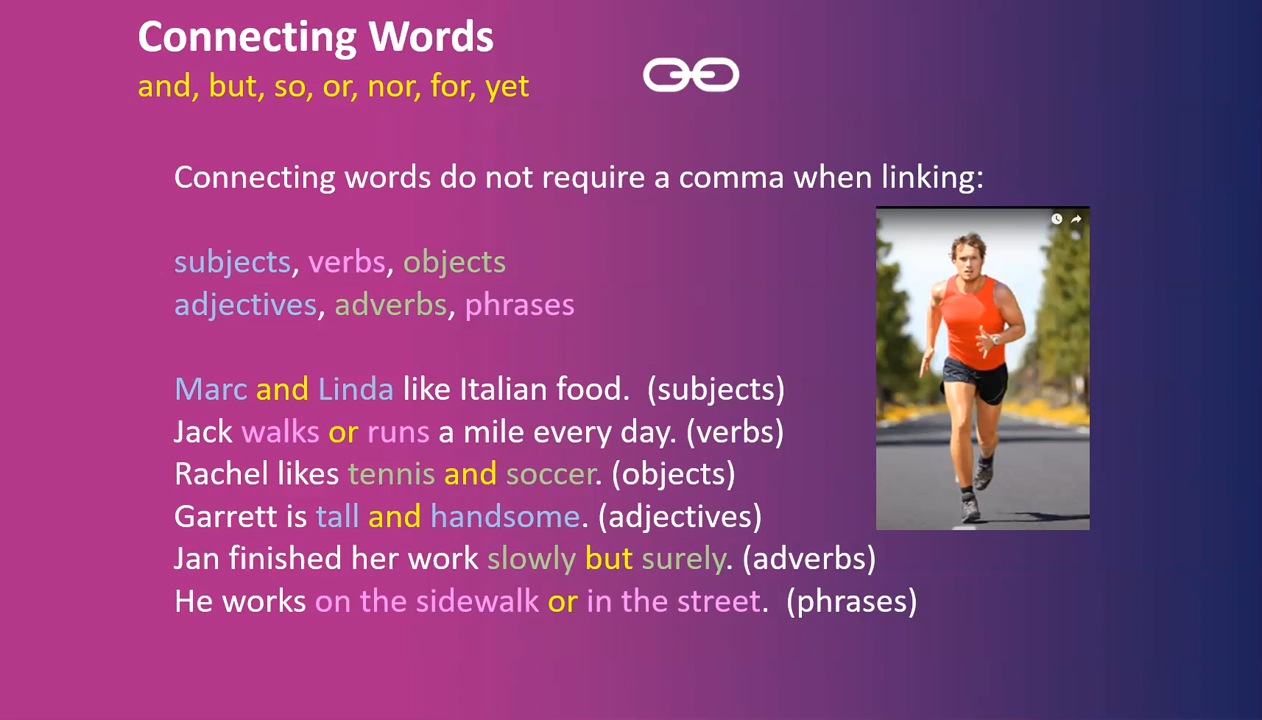 Connecting Words
and, but, so, or, nor, for, yet
Connecting words do not require a comma when linking:
subjects, verbs, objects
adjectives, adverbs, phrases
Marc and Linda like Italian food.  (subjects)
Jack walks or runs a mile every day. (verbs)
Rachel likes tennis and soccer. (objects)
Garrett is tall and handsome. (adjectives)
Jan finished her work slowly but surely. (adverbs)
He works on the sidewalk or in the street.  (phrases)